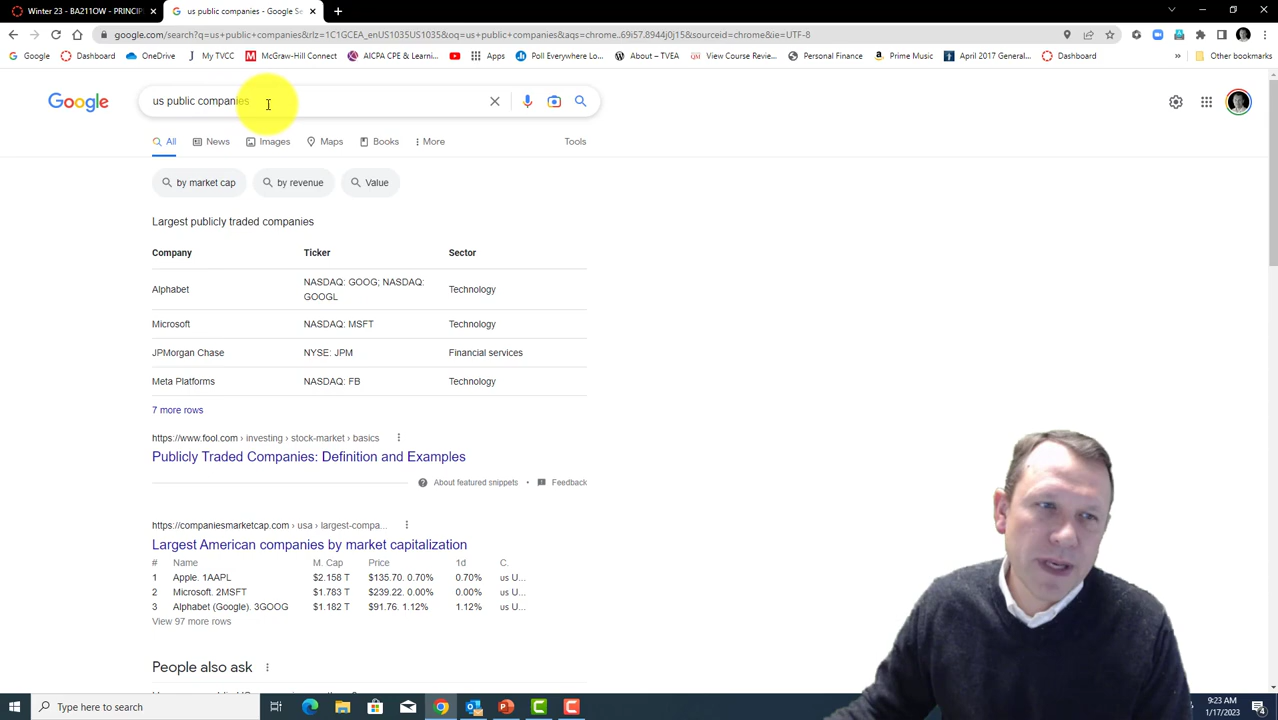 Winter 23 - BA211OW - PRINCIPL
us public companies - Google Se
google.com/search?q=us+public+companies&rlz=1C1GCEA_enUS1035US1035&oq=us+public+companies&aqs=chrome..69i57.8944j0j15&sourceid=chrome&ie=UTF-8
Google
Dashboard
OneDrive
My TVCC
McGraw-Hill Connect
AICPA CPE & Learni...
Apps
Poll Everywhere Lo...
About – TVEA
View Course Review...
Personal Finance
Amazon Prime Music
April 2017 General...
Dashboard
»
Other bookmarks
Google
us public companies
All
News
Images
Maps
Books
More
Tools
by market cap
by revenue
Value
Largest publicly traded companies
Company Ticker Sector
Alphabet NASDAQ: GOOG; NASDAQ: GOOGL Technology
Microsoft NASDAQ: MSFT Technology
JPMorgan Chase NYSE: JPM Financial services
Meta Platforms NASDAQ: FB Technology
7 more rows
https://www.fool.com › investing › stock-market › basics
Publicly Traded Companies: Definition and Examples
About featured snippets • Feedback
https://companiesmarketcap.com › usa › largest-compa...
Largest American companies by market capitalization
# Name M. Cap Price 1d C.
1 Apple. 1AAPL $2.158 T $135.70. 0.70% 0.70% us U...
2 Microsoft. 2MSFT $1.783 T $239.22. 0.00% 0.00% us U...
3 Alphabet (Google). 3GOOG $1.182 T $91.76. 1.12% 1.12% us U...
View 97 more rows
People also ask
Type here to search
9:23 AM
1/17/2023
4